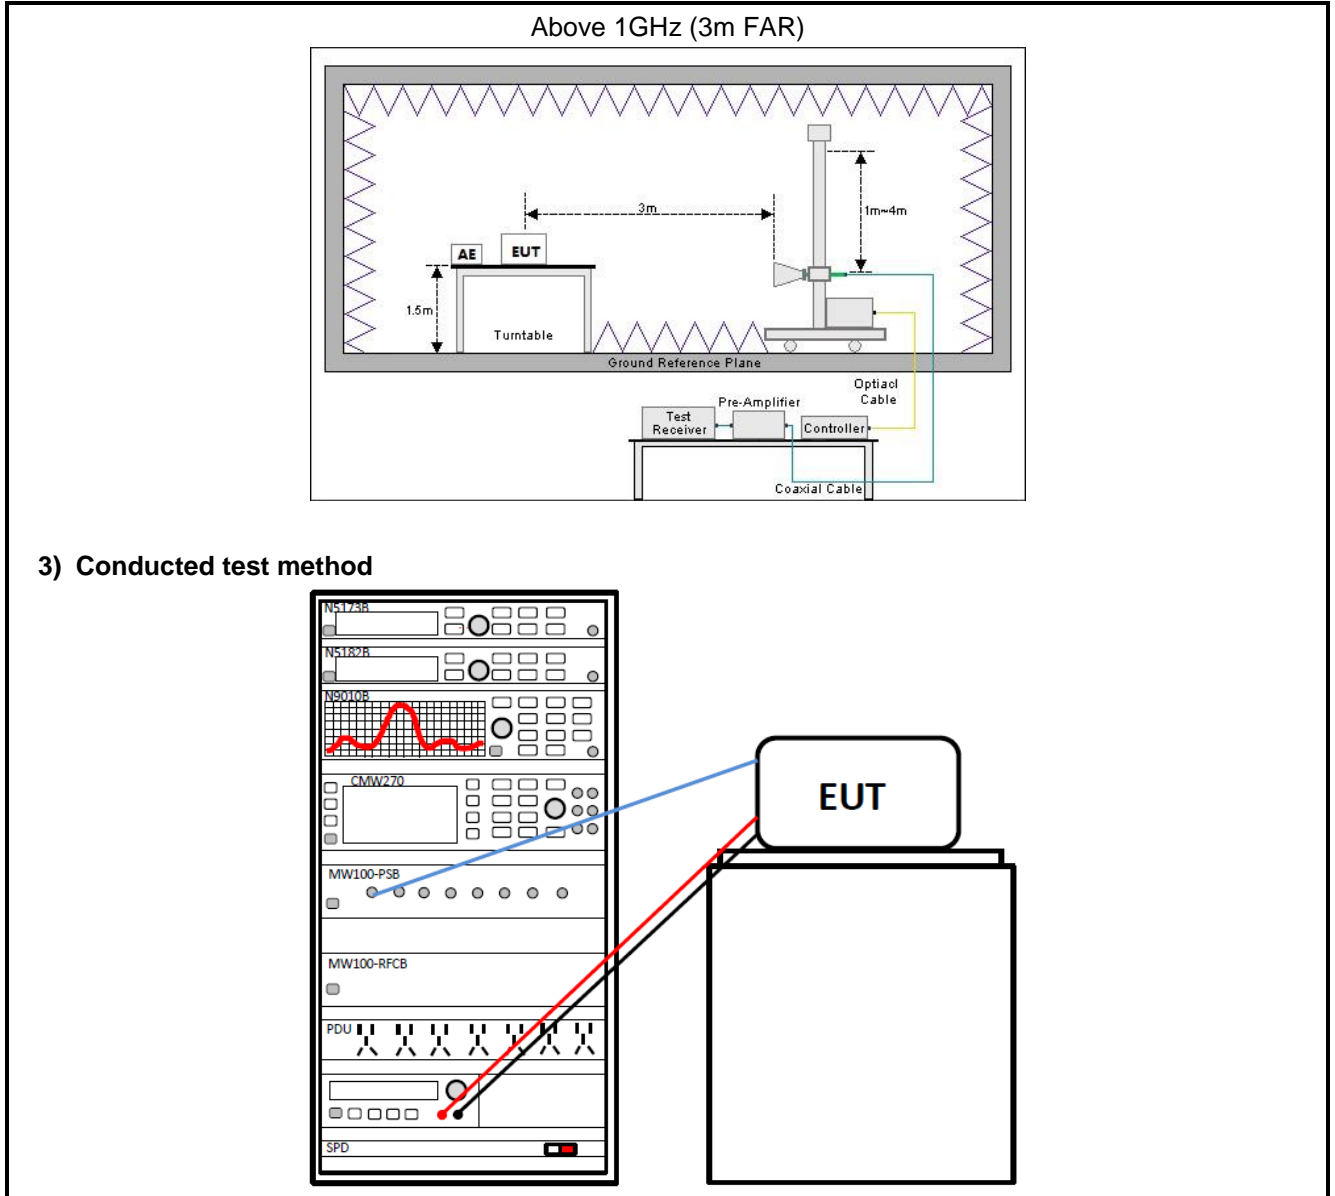 Above 1GHz (3m FAR)
3m
1m~4m
AE
EUT
1.5m
Turntable
Ground Reference Plane
Optiacl
Cable
Pre-Amplifier
Test
Receiver
Controller
Coaxial Cable
3) Conducted test method
N5173B
N5182B
N9010B
CMW270
EUT
MW100-PSB
MW100-RFCB
PDU
SPD